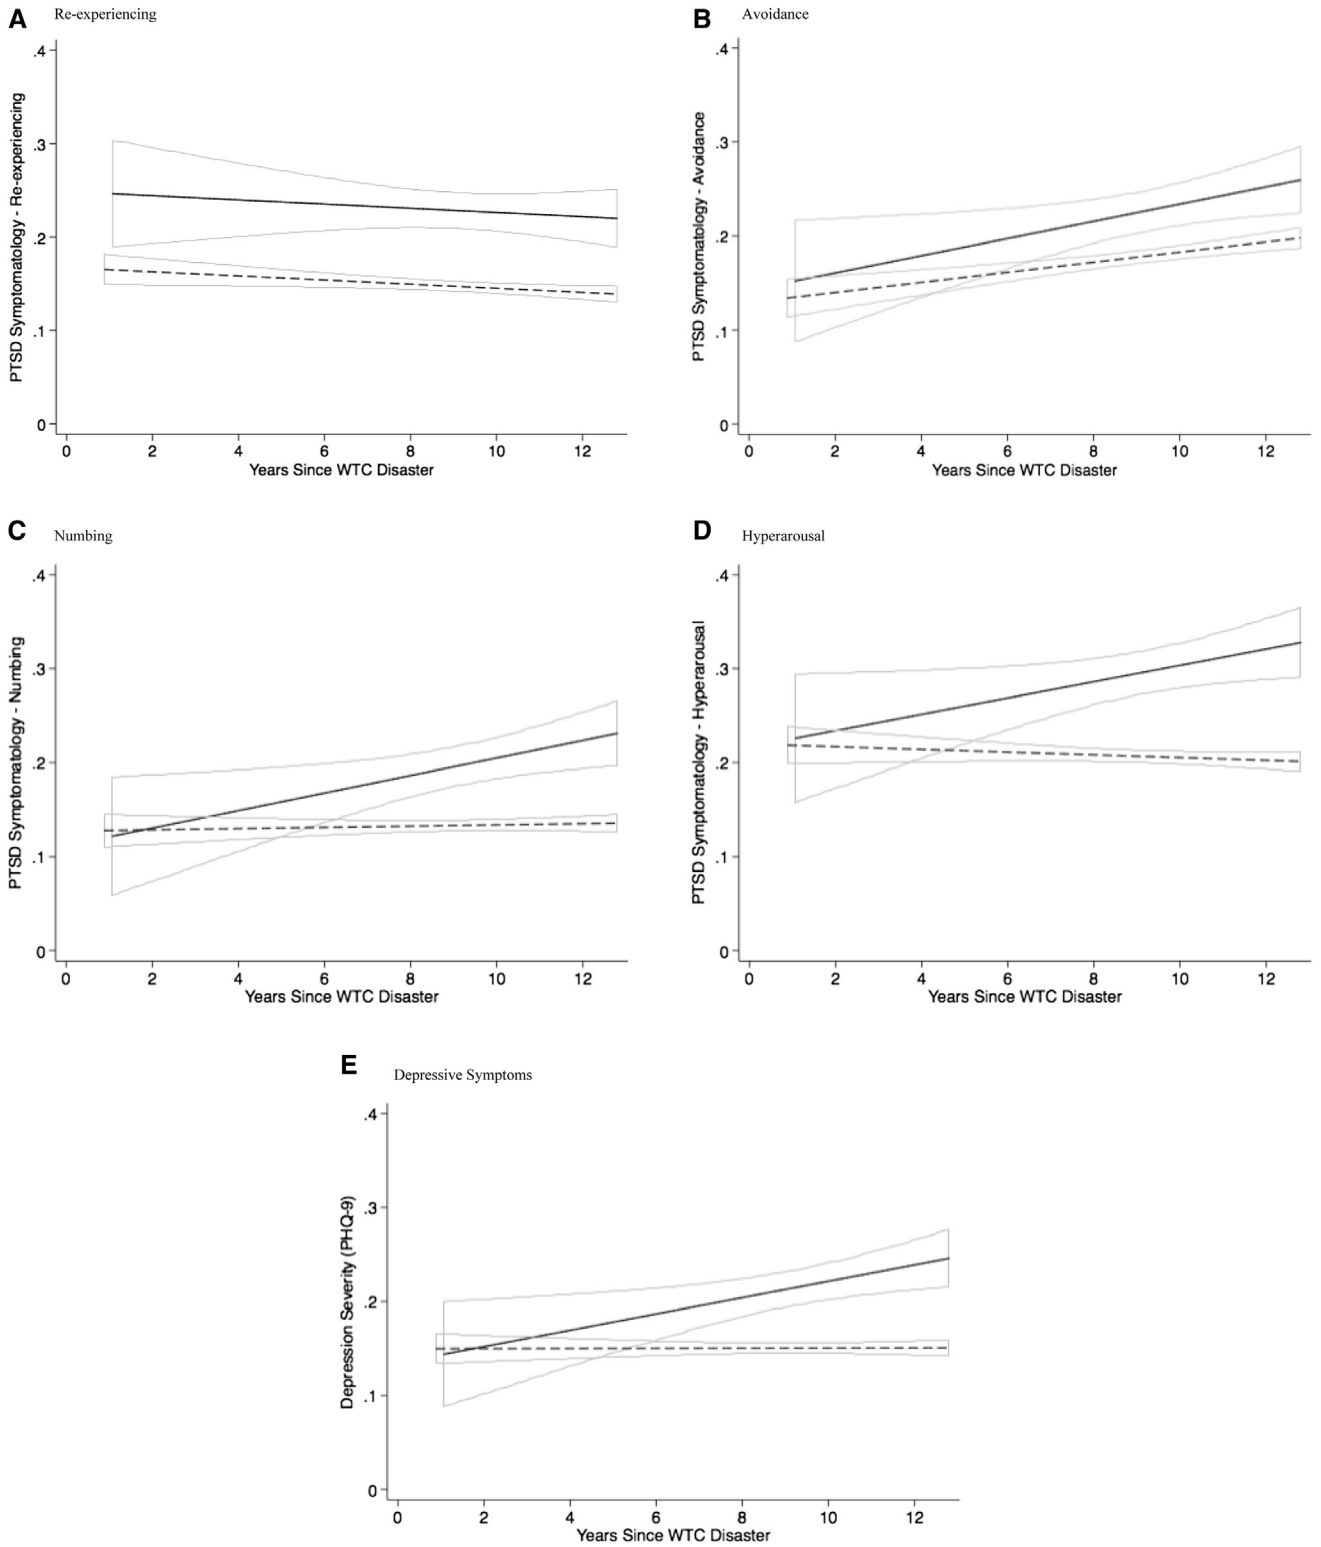 A Re-experiencing
PTSD Symptomatology - Re-experiencing
.4
.3
.2
.1
0
0 2 4 6 8 10 12
Years Since WTC Disaster
B Avoidance
PTSD Symptomatology - Avoidance
.4
.3
.2
.1
0
0 2 4 6 8 10 12
Years Since WTC Disaster
C Numbing
PTSD Symptomatology - Numbing
.4
.3
.2
.1
0
0 2 4 6 8 10 12
Years Since WTC Disaster
D Hyperarousal
PTSD Symptomatology - Hyperarousal
.4
.3
.2
.1
0
0 2 4 6 8 10 12
Years Since WTC Disaster
E Depressive Symptoms
Depression Severity (PHQ-9)
.4
.3
.2
.1
0
0 2 4 6 8 10 12
Years Since WTC Disaster